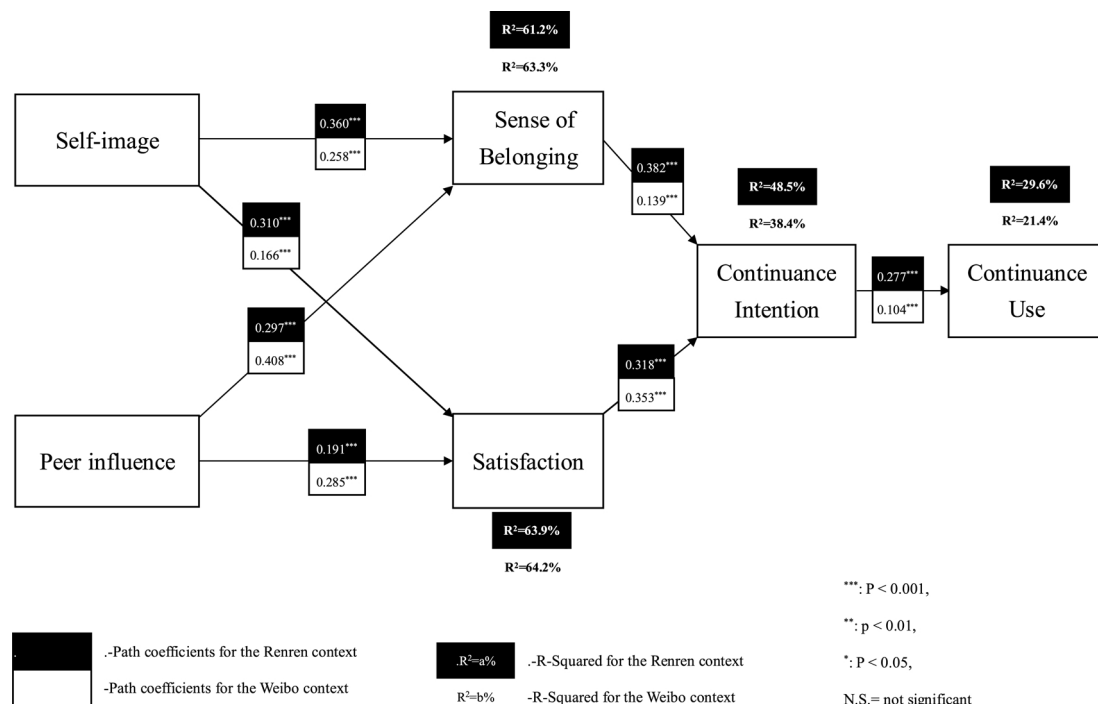 R²=61.2%
R²=63.3%
Self-image
0.360***
0.258***
Sense of
Belonging
0.382***
0.139***
R²=48.5%
R²=38.4%
R²=29.6%
R²=21.4%
0.310***
0.166***
Continuance
Intention
0.277***
0.104***
Continuance
Use
0.297***
0.408***
0.318***
0.353***
Peer influence
0.191***
0.285***
Satisfaction
R²=63.9%
R²=64.2%
***: P < 0.001,
**: p < 0.01,
*: P < 0.05,
N.S.= not significant
.
.-Path coefficients for the Renren context
-Path coefficients for the Weibo context
.R²=a%
.-R-Squared for the Renren context
R²=b%
-R-Squared for the Weibo context